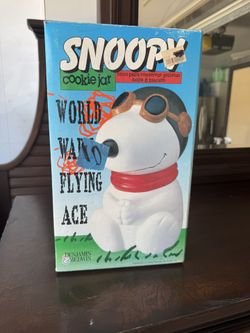 SNOOPY
cookie jar
WORLD
WAR
FLYING
ACE
BENJAMIN
& MEDWIN